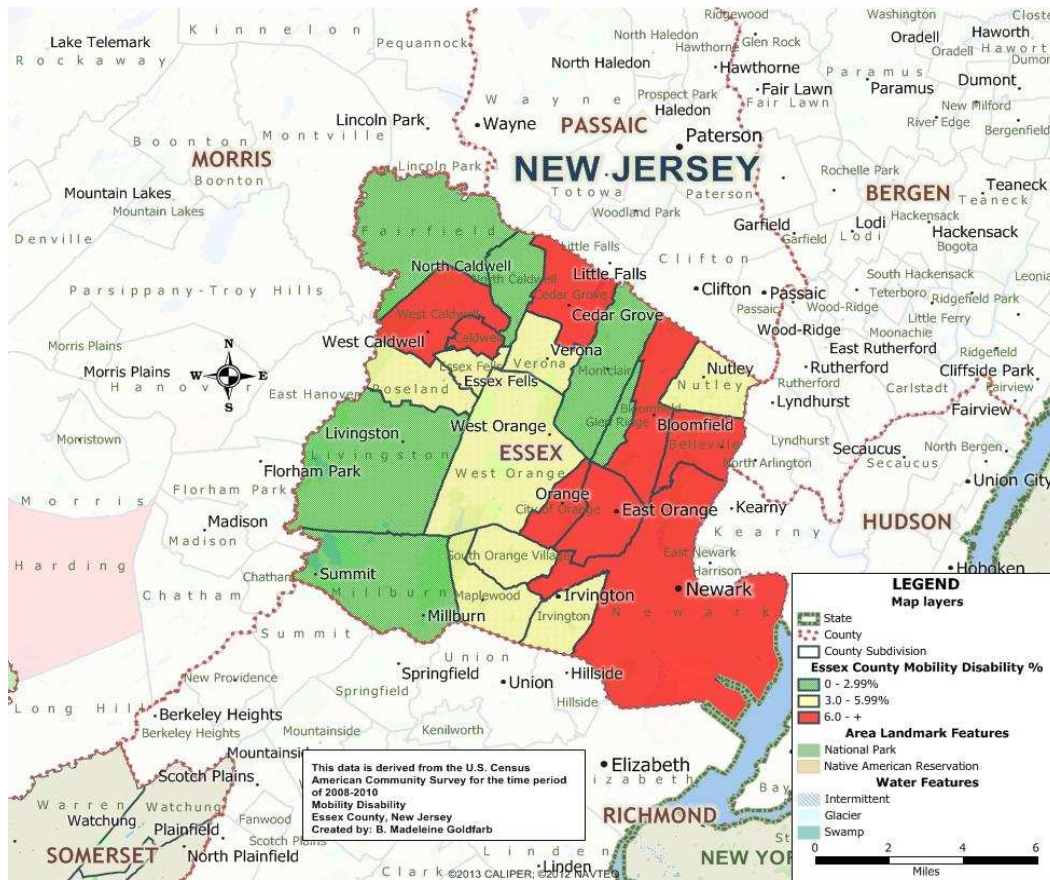 Ridgewood
Washington
Closte
Kinnelon
Oradell
Haworth
Lake Telemark
Pequannock
North Haledon
Hawthorne
Glen Rock
Oradell
Haworth
Rockaway
North Haledon
Hawthorne
Paramus
Dumont
Dumont
Prospect Park
Fair Lawn
Paramus
Wayne
Haledon
Fair Lawn
New Milford
Lincoln Park
Wayne
PASSAIC
River Edge
Bergenfield
Boonton
Montville
Paterson
MORRIS
Lincoln Park
NEW JERSEY
Rochelle Park
Boonton
BERGEN
Teaneck
Mountain Lakes
Totowa
Paterson
Teaneck
Mountain Lakes
Woodland Park
Lodi
Hackensack
Garfield
Hackensack
Denville
Fairfield
Garfield
Lodi
Bogota
Little Falls
Clifton
North Caldwell
Little Falls
South Hackensack
Leonia
North Caldwell
Cedar Grove
Clifton
Passaic
Teterboro
Ridgefield Park
Parsippany-Troy Hills
Cedar Grove
Passaic
Wood-Ridge
Little Ferry
West Caldwell
Wood-Ridge
Moonachie
West Caldwell
Caldwell
East Rutherford
Morris Plains
N
Verona
Ridgefield
Morris Plains
W
E
Essex Fells
Verona
Montclair
Nutley
Rutherford
Cliffside Park
Hanover
S
Roseland
Essex Fells
Nutley
Rutherford
Carlstadt
Fairview
East Hanover
Lyndhurst
Fairview
Bloomfield
Glen Ridge
Bloomfield
Livingston
West Orange
Morristown
Belleville
Lyndhurst
Secaucus
North Bergen
Livingston
ESSEX
North Arlington
Secaucus
Florham Park
West Orange
Union City
Florham Park
Orange
Morris
City of Orange
East Orange
Kearny
Madison
HUDSON
Madison
Kearny
South Orange Village
East Newark
Harrison
Harding
Hoboken
Chatham
Summit
Chatham
Millburn
Maplewood
Irvington
Newark
Newark
Millburn
Irvington
Summit
Union
Springfield
Hillside
New Providence
Union
Springfield
Hillside
Long Hill
Berkeley Heights
Berkeley Heights
Mountainside
Kenilworth
Mountainside
Scotch Plains
Elizabeth
Elizabeth
Warren
Watchung
Watchung
Fanwood
Plainfield
Scotch Plains
RICHMOND
SOMERSET
North Plainfield
Linden
NEW YOR
Clark
Linden
©2013 CALIPER; ©2012 NAVTEQ
This data is derived from the U.S. Census
American Community Survey for the time period
of 2008-2010
Mobility Disability
Essex County, New Jersey
Created by: B. Madeleine Goldfarb
LEGEND
Map layers
State
County
County Subdivision
Essex County Mobility Disability %
0 - 2.99%
3.0 - 5.99%
6.0 - +
Area Landmark Features
National Park
Native American Reservation
Water Features
Intermittent
Glacier
Swamp
0 2 4 6
Miles